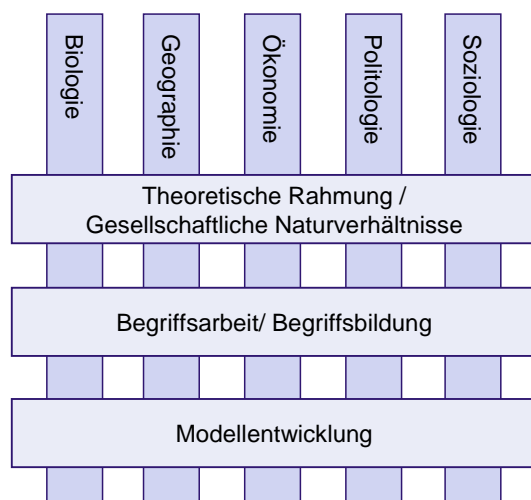 Biologie
Geographie
Ökonomie
Politologie
Soziologie
Theoretische Rahmung /
Gesellschaftliche Naturverhältnisse
Begriffsarbeit/ Begriffsbildung
Modellentwicklung